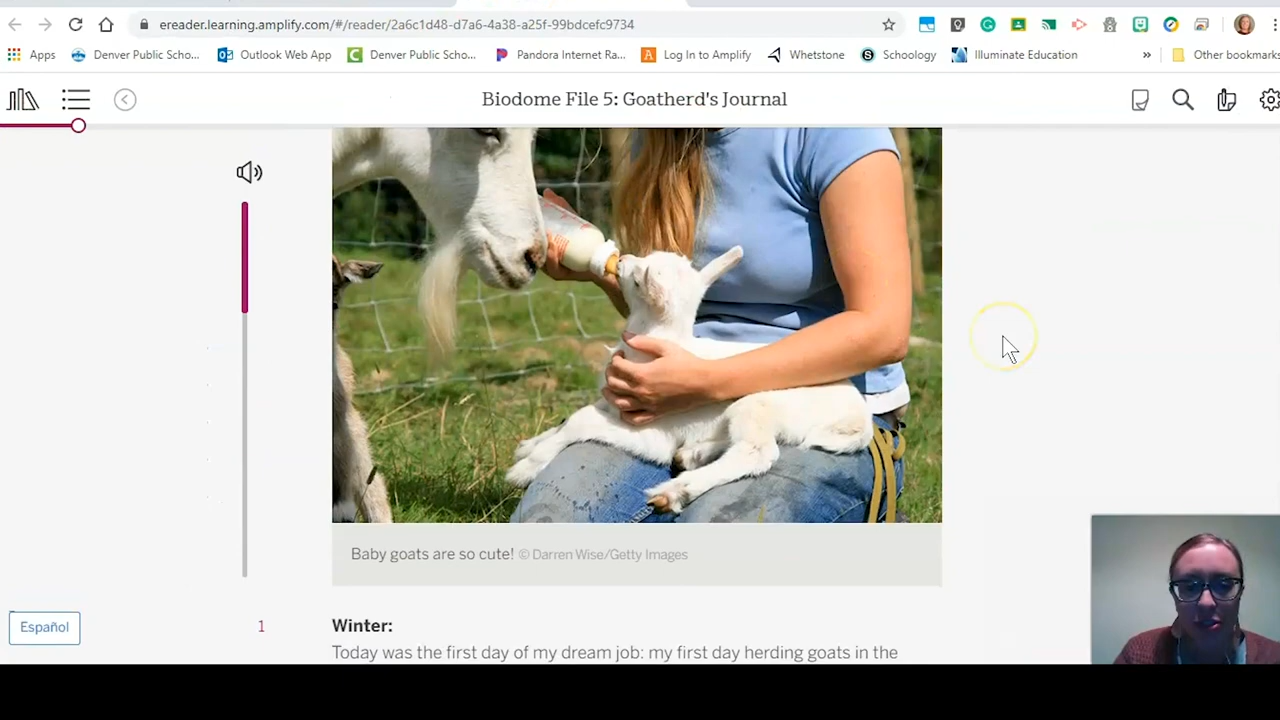 ereader.learning.amplify.com/#/reader/2a6c1d48-d7a6-4a38-a25f-99bdcefc9734
Apps Denver Public Scho... Outlook Web App Denver Public Scho... Pandora Internet Ra... Log In to Amplify Whetstone Schoology Illuminate Education » Other bookmarks
Biodome File 5: Goatherd's Journal
Baby goats are so cute! © Darren Wise/Getty Images
Español
1 Winter:
Today was the first day of my dream job: my first day herding goats in the